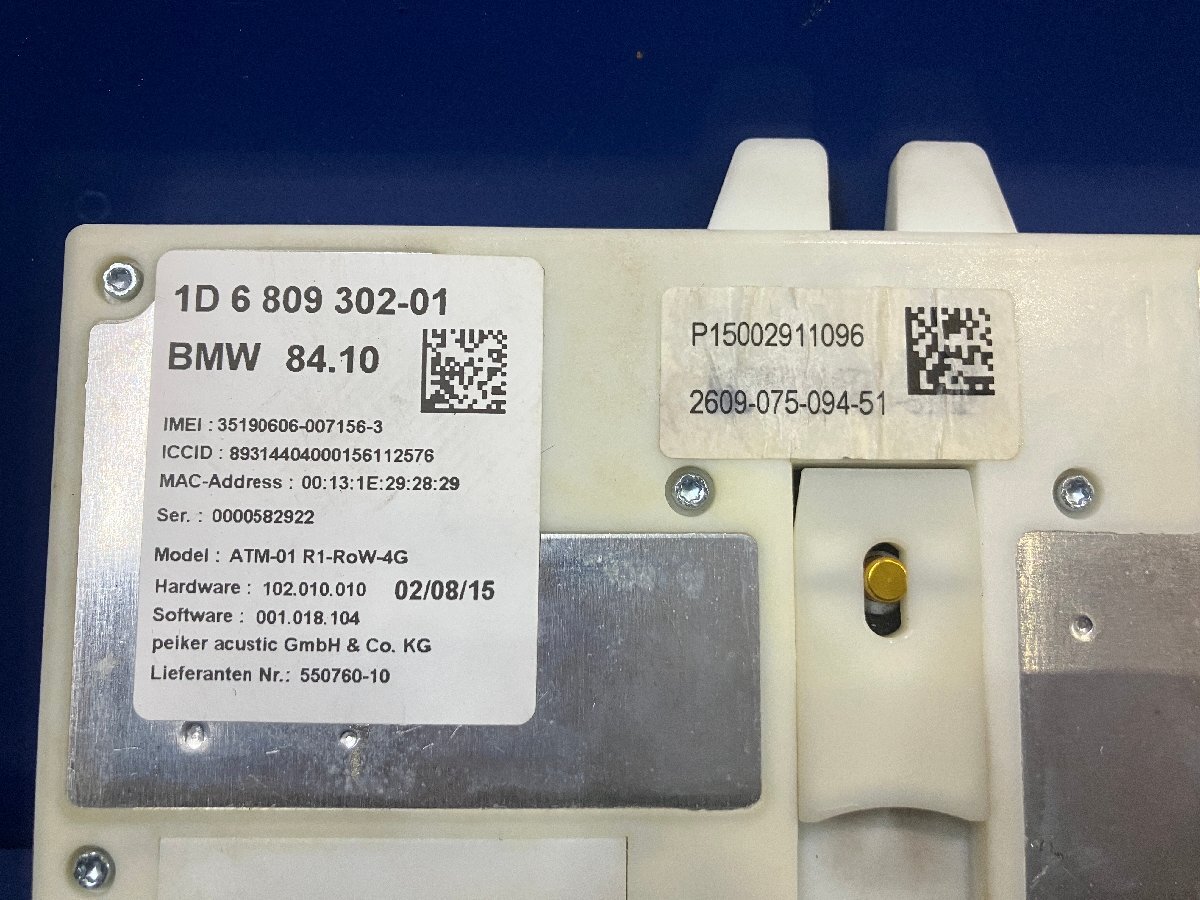 1D 6 809 302-01
BMW 84.10
IMEI : 35190606-007156-3
ICCID : 89314404000156112576
MAC-Address : 00:13:1E:29:28:29
Ser. : 0000582922
Model : ATM-01 R1-RoW-4G
Hardware : 102.010.010 02/08/15
Software : 001.018.104
peiker acustic GmbH & Co. KG
Lieferanten Nr.: 550760-10
P15002911096
2609-075-094-51